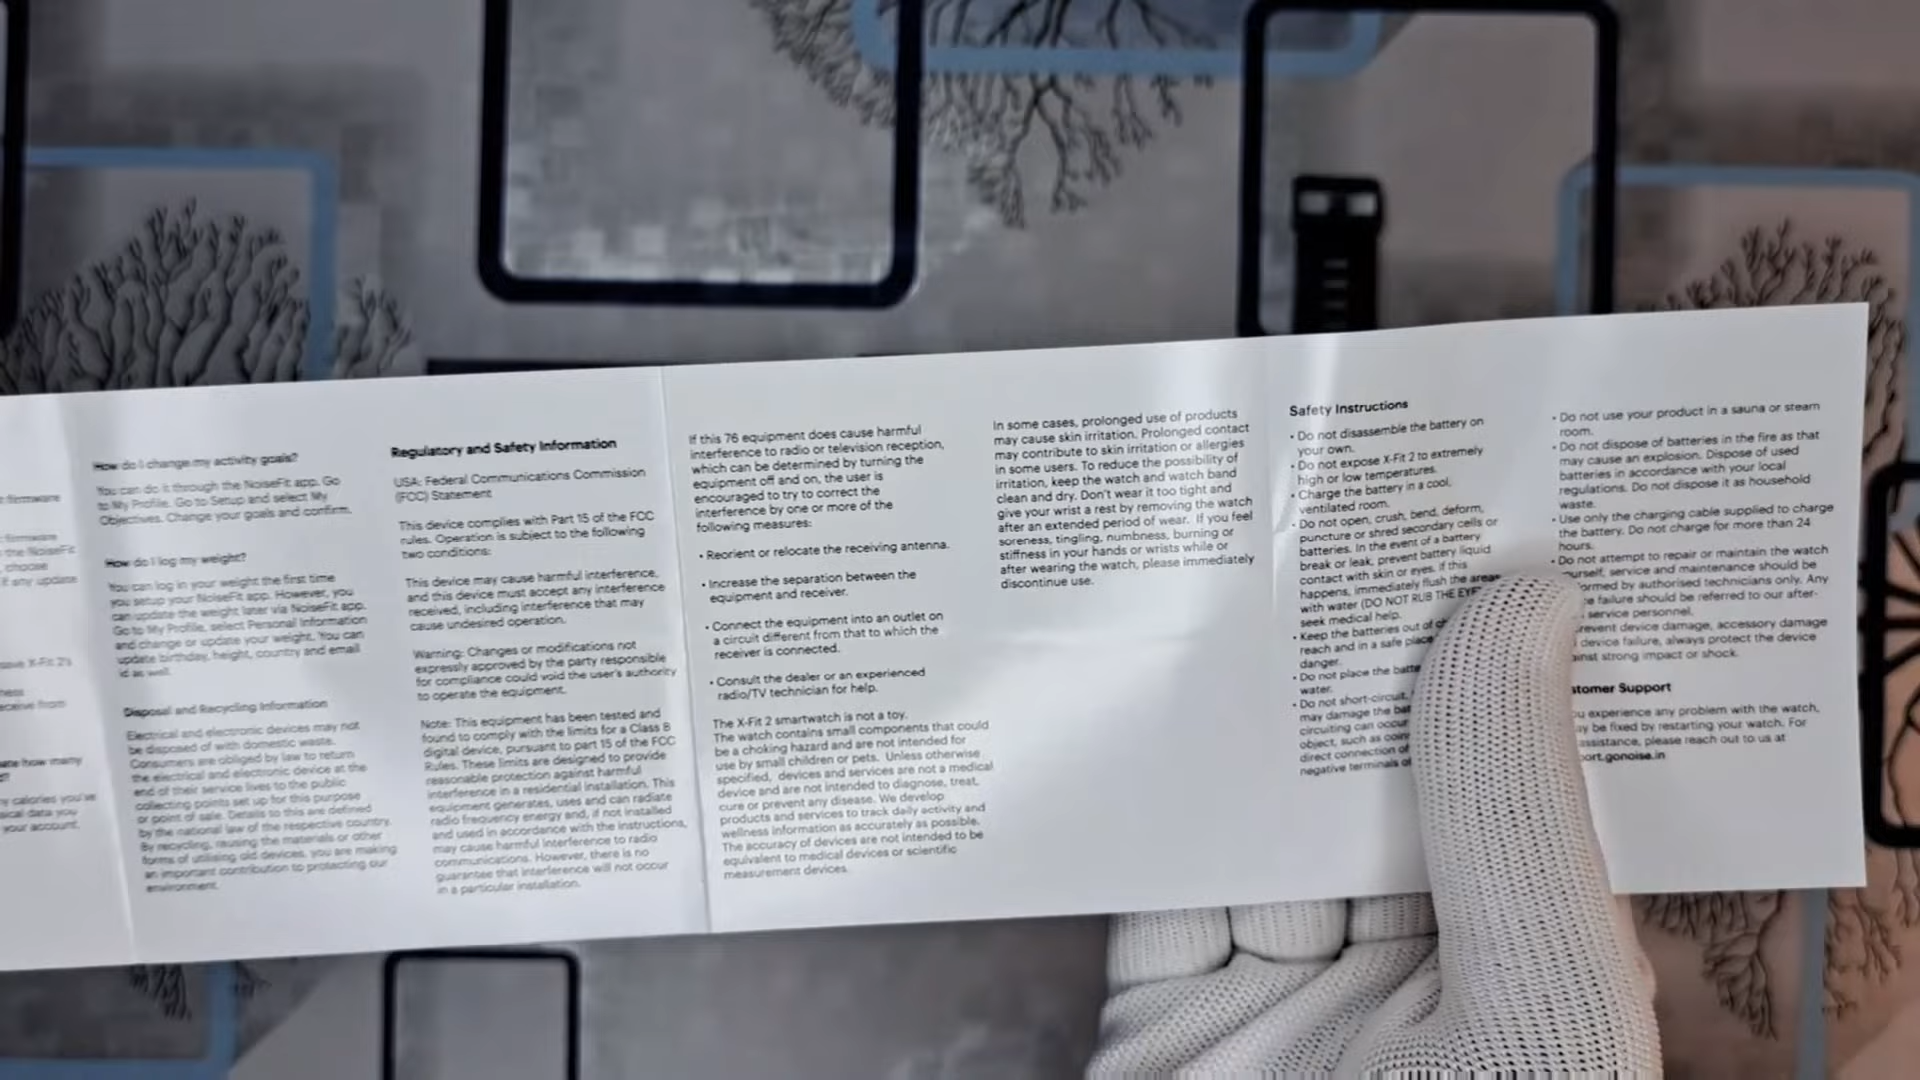 t firmware
firmware
the NoiseFit
, choose
if any update
save X-Fit 2's
ness
eceive from
ate how many
s?
y calories you've
sical data you
your account.
How do I change my activity goals?
You can do it through the NoiseFit app. Go
to My Profile. Go to Setup and select My
Objectives. Change your goals and confirm.
How do I log my weight?
You can log in your weight the first time
you setup your NoiseFit app. However, you
can update the weight later via NoiseFit app.
Go to My Profile, select Personal Information
and change or update your weight. You can
update birthday, height, country and email
id as well.
Disposal and Recycling Information
Electrical and electronic devices may not
be disposed of with domestic waste.
Consumers are obliged by law to return
the electrical and electronic device at the
end of their service lives to the public
collecting points set up for this purpose
or point of sale. Details to this are defined
by the national law of the respective country.
By recycling, reusing the materials or other
forms of utilising old devices, you are making
an important contribution to protecting our
environment.
Regulatory and Safety Information
USA: Federal Communications Commission
(FCC) Statement
This device complies with Part 15 of the FCC
rules. Operation is subject to the following
two conditions:
This device may cause harmful interference,
and this device must accept any interference
received, including interference that may
cause undesired operation.
Warning: Changes or modifications not
expressly approved by the party responsible
for compliance could void the user's authority
to operate the equipment.
Note: This equipment has been tested and
found to comply with the limits for a Class B
digital device, pursuant to part 15 of the FCC
Rules. These limits are designed to provide
reasonable protection against harmful
interference in a residential installation. This
equipment generates, uses and can radiate
radio frequency energy and, if not installed
and used in accordance with the instructions,
may cause harmful interference to radio
communications. However, there is no
guarantee that interference will not occur
in a particular installation.
If this 76 equipment does cause harmful
interference to radio or television reception,
which can be determined by turning the
equipment off and on, the user is
encouraged to try to correct the
interference by one or more of the
following measures:
• Reorient or relocate the receiving antenna.
• Increase the separation between the
equipment and receiver.
• Connect the equipment into an outlet on
a circuit different from that to which the
receiver is connected.
• Consult the dealer or an experienced
radio/TV technician for help.
The X-Fit 2 smartwatch is not a toy.
The watch contains small components that could
be a choking hazard and are not intended for
use by small children or pets. Unless otherwise
specified, devices and services are not a medical
device and are not intended to diagnose, treat,
cure or prevent any disease. We develop
products and services to track daily activity and
wellness information as accurately as possible.
The accuracy of devices are not intended to be
equivalent to medical devices or scientific
measurement devices.
In some cases, prolonged use of products
may cause skin irritation. Prolonged contact
may contribute to skin irritation or allergies
in some users. To reduce the possibility of
irritation, keep the watch and watch band
clean and dry. Don't wear it too tight and
give your wrist a rest by removing the watch
after an extended period of wear. If you feel
soreness, tingling, numbness, burning or
stiffness in your hands or wrists while or
after wearing the watch, please immediately
discontinue use.
Safety Instructions
• Do not disassemble the battery on
your own.
• Do not expose X-Fit 2 to extremely
high or low temperatures.
• Charge the battery in a cool,
ventilated room.
• Do not open, crush, bend, deform,
puncture or shred secondary cells or
batteries. In the event of a battery
break or leak, prevent battery liquid
contact with skin or eyes. If this
happens, immediately flush the areas
with water (DO NOT RUB THE EYE
seek medical help.
• Keep the batteries out of
reach and in a safe place
danger.
• Do not place the batte
water.
• Do not short-circuit,
may damage the bat
circuiting can occur
object, such as coin
direct connection of
negative terminals of
• Do not use your product in a sauna or steam
room.
• Do not dispose of batteries in the fire as that
may cause an explosion. Dispose of used
batteries in accordance with your local
regulations. Do not dispose it as household
waste.
• Use only the charging cable supplied to charge
the battery. Do not charge for more than 24
hours.
• Do not attempt to repair or maintain the watch
ourself, service and maintenance should be
ormed by authorised technicians only. Any
e failure should be referred to our after-
service personnel.
revent device damage, accessory damage
device failure, always protect the device
ainst strong impact or shock.
stomer Support
u experience any problem with the watch,
ay be fixed by restarting your watch. For
assistance, please reach out to us at
ort.gonoise.in